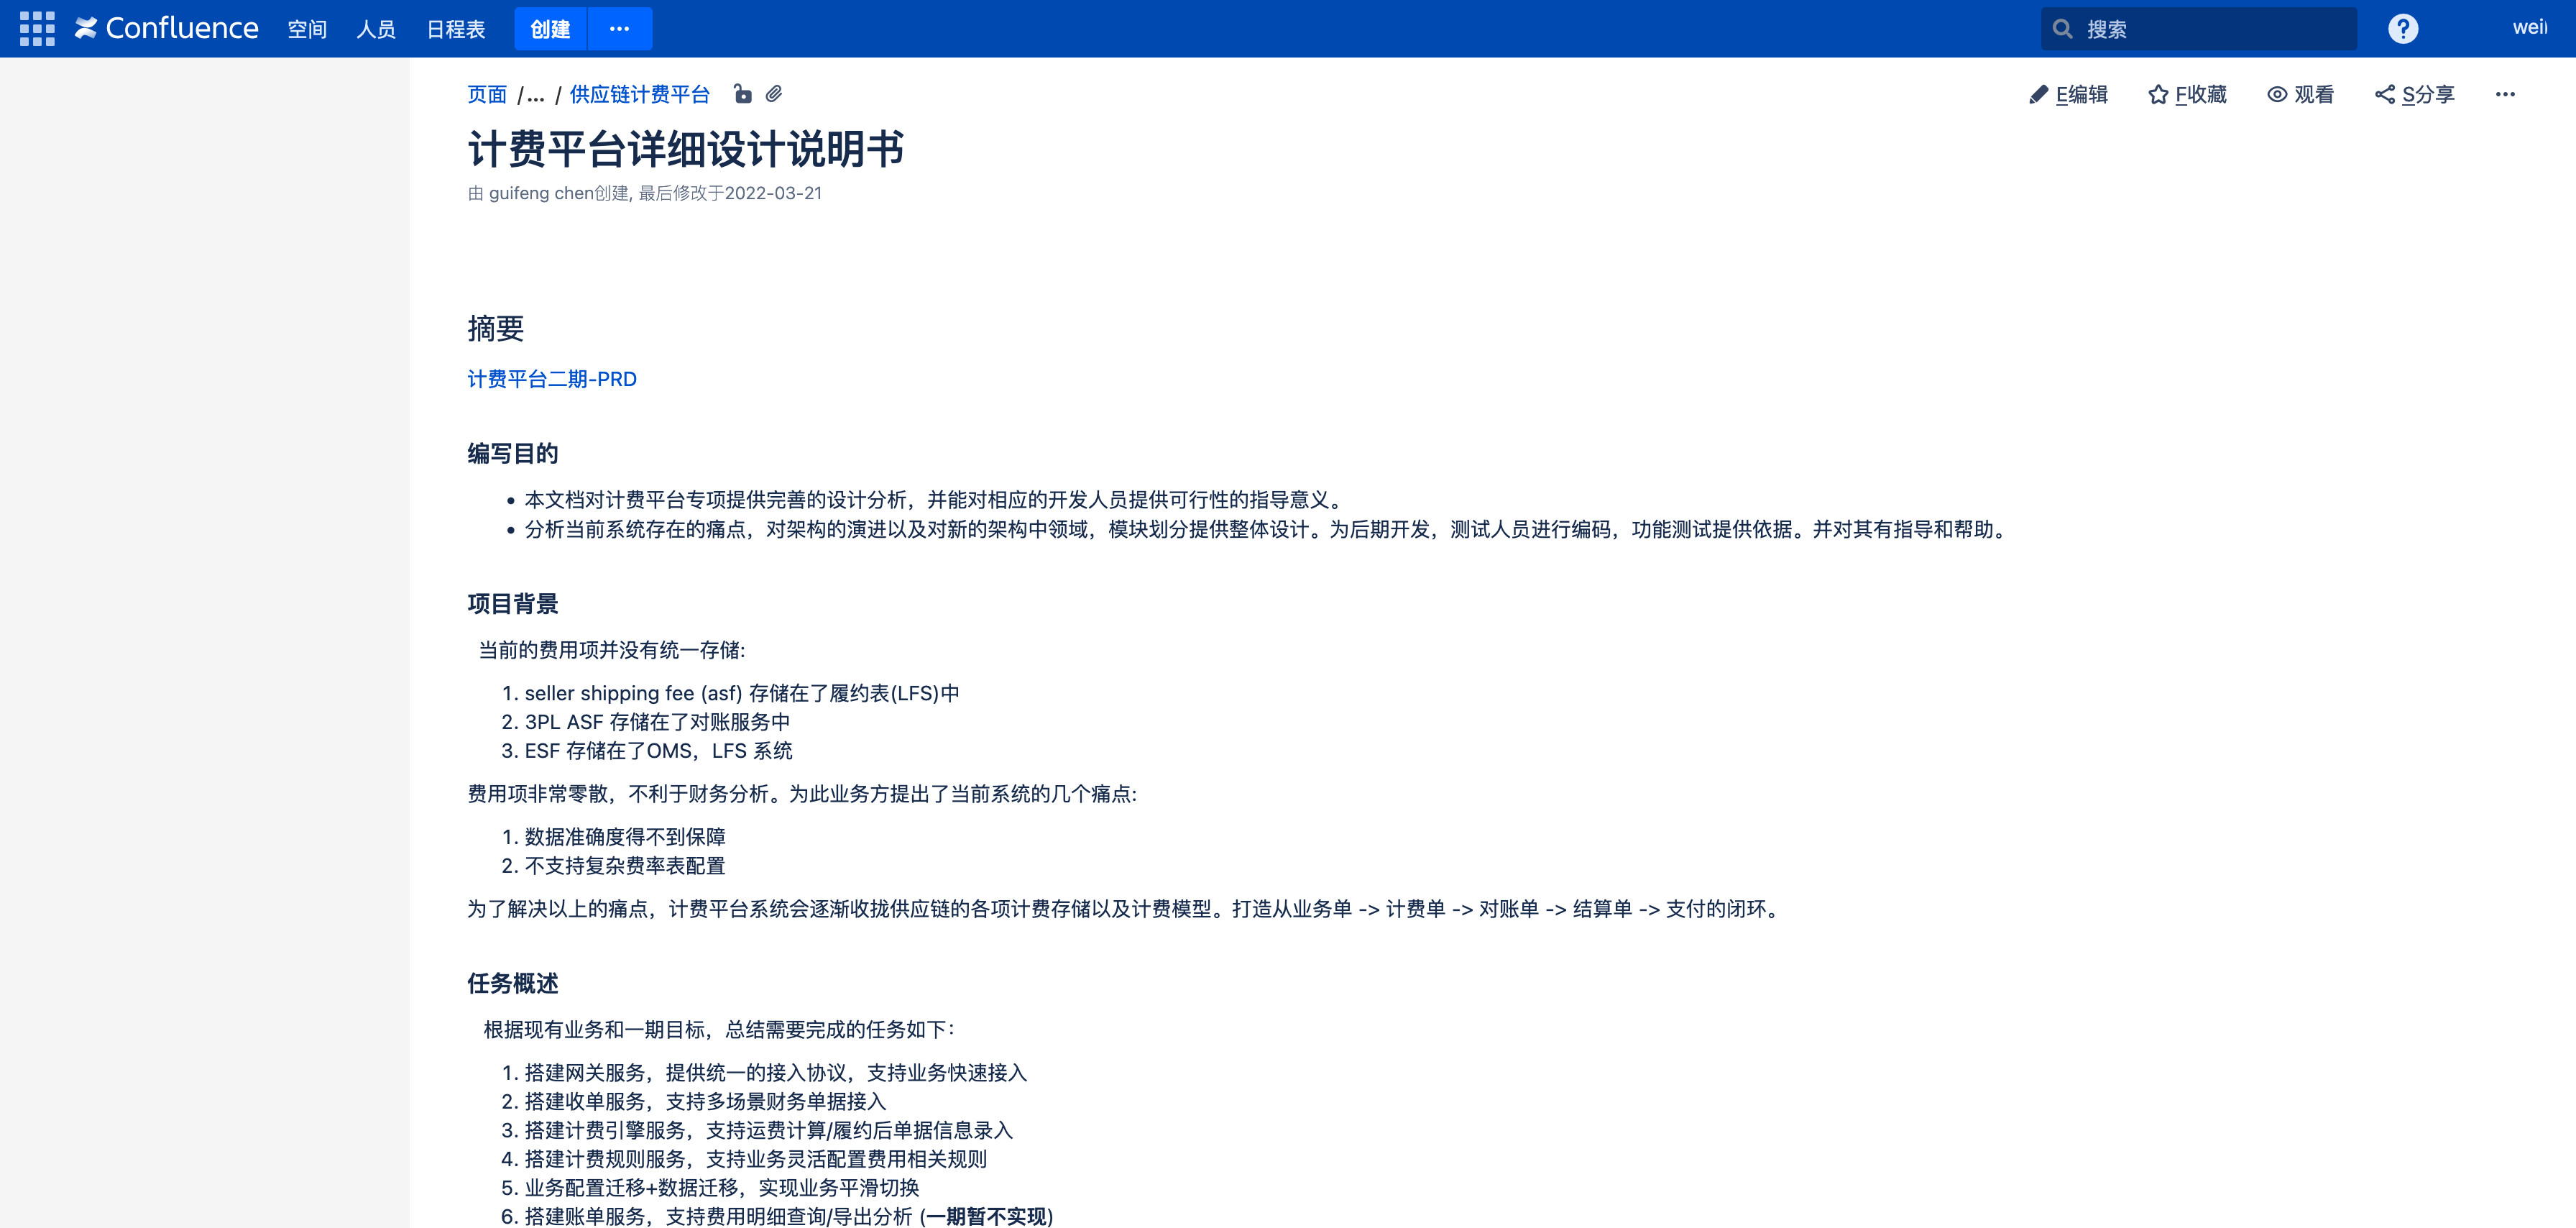 Confluence 空间 人员 日程表 创建 ··· 搜索 ? weil
页面 /... / 供应链计费平台 E编辑 F收藏 观看 S分享 ···
计费平台详细设计说明书
由 guifeng chen创建, 最后修改于2022-03-21
摘要
计费平台二期-PRD
编写目的
• 本文档对计费平台专项提供完善的设计分析，并能对相应的开发人员提供可行性的指导意义。
• 分析当前系统存在的痛点，对架构的演进以及对新的架构中领域，模块划分提供整体设计。为后期开发，测试人员进行编码，功能测试提供依据。并对其有指导和帮助。
项目背景
当前的费用项并没有统一存储:
1. seller shipping fee (asf) 存储在了履约表(LFS)中
2. 3PL ASF 存储在了对账服务中
3. ESF 存储在了OMS，LFS 系统
费用项非常零散，不利于财务分析。为此业务方提出了当前系统的几个痛点:
1. 数据准确度得不到保障
2. 不支持复杂费率表配置
为了解决以上的痛点，计费平台系统会逐渐收拢供应链的各项计费存储以及计费模型。打造从业务单 -> 计费单 -> 对账单 -> 结算单 -> 支付的闭环。
任务概述
根据现有业务和一期目标，总结需要完成的任务如下：
1. 搭建网关服务，提供统一的接入协议，支持业务快速接入
2. 搭建收单服务，支持多场景财务单据接入
3. 搭建计费引擎服务，支持运费计算/履约后单据信息录入
4. 搭建计费规则服务，支持业务灵活配置费用相关规则
5. 业务配置迁移+数据迁移，实现业务平滑切换
6. 搭建账单服务，支持费用明细查询/导出分析 (一期暂不实现)